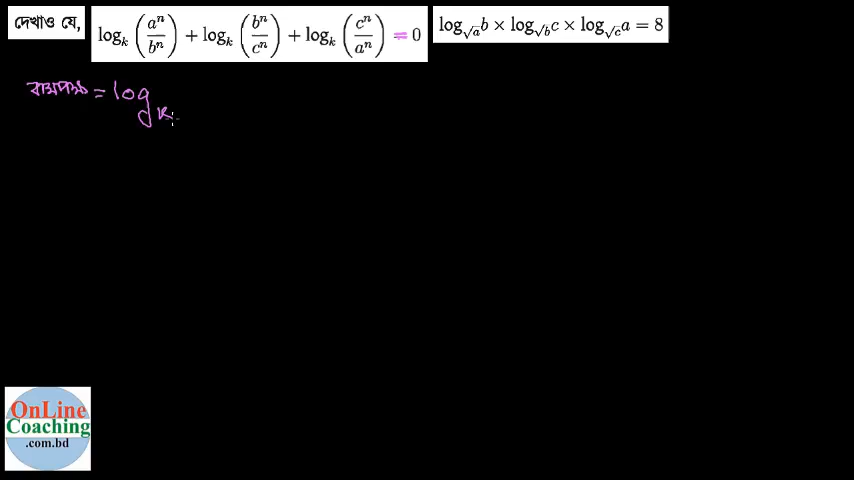 দেখাও যে, log_k (a^n/b^n) + log_k (b^n/c^n) + log_k (c^n/a^n) = 0 log_√a b × log_√b c × log_√c a = 8
বামপক্ষ = log_k
OnLine
Coaching
.com.bd